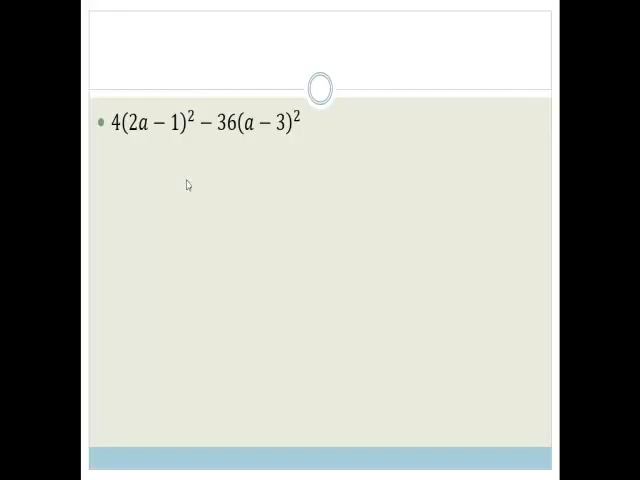 • 4(2a − 1)² − 36(a − 3)²